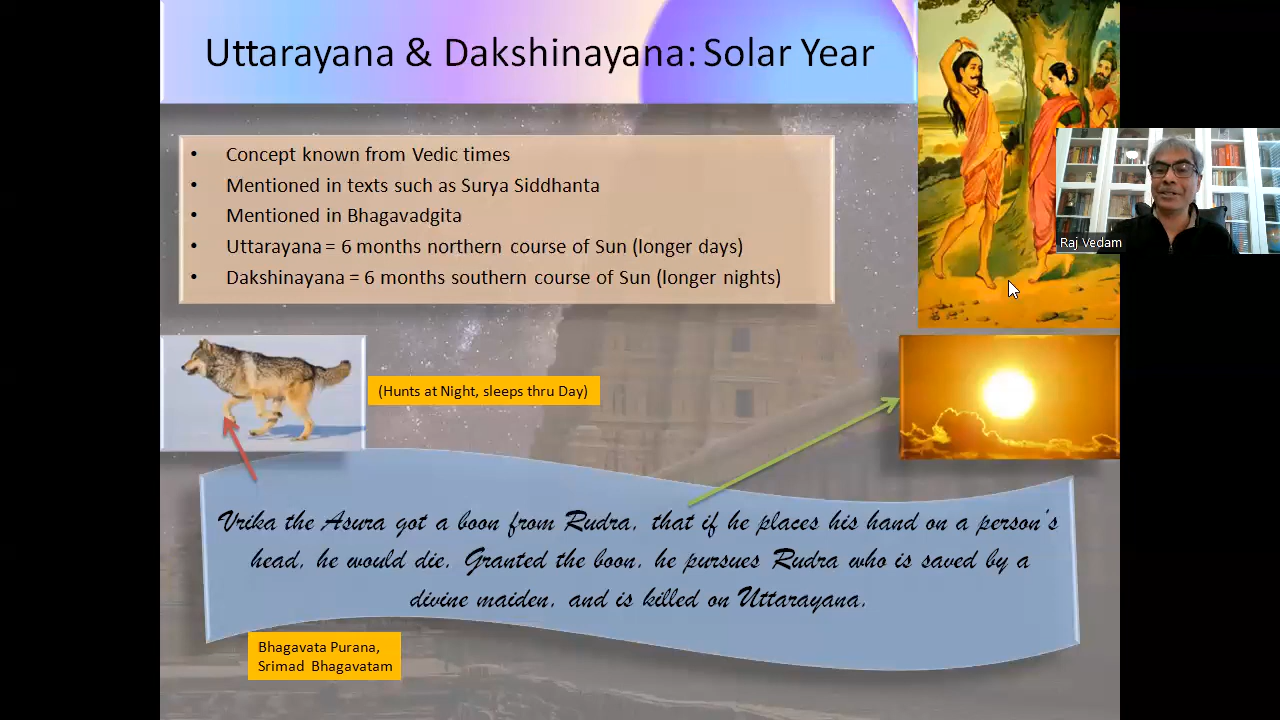 Uttarayana & Dakshinayana: Solar Year
• Concept known from Vedic times
• Mentioned in texts such as Surya Siddhanta
• Mentioned in Bhagavadgita
• Uttarayana = 6 months northern course of Sun (longer days)
• Dakshinayana = 6 months southern course of Sun (longer nights)
Raj Vedam
(Hunts at Night, sleeps thru Day)
Vrika the Asura got a boon from Rudra, that if he places his hand on a person's
head, he would die. Granted the boon, he pursues Rudra who is saved by a
divine maiden, and is killed on Uttarayana.
Bhagavata Purana,
Srimad Bhagavatam